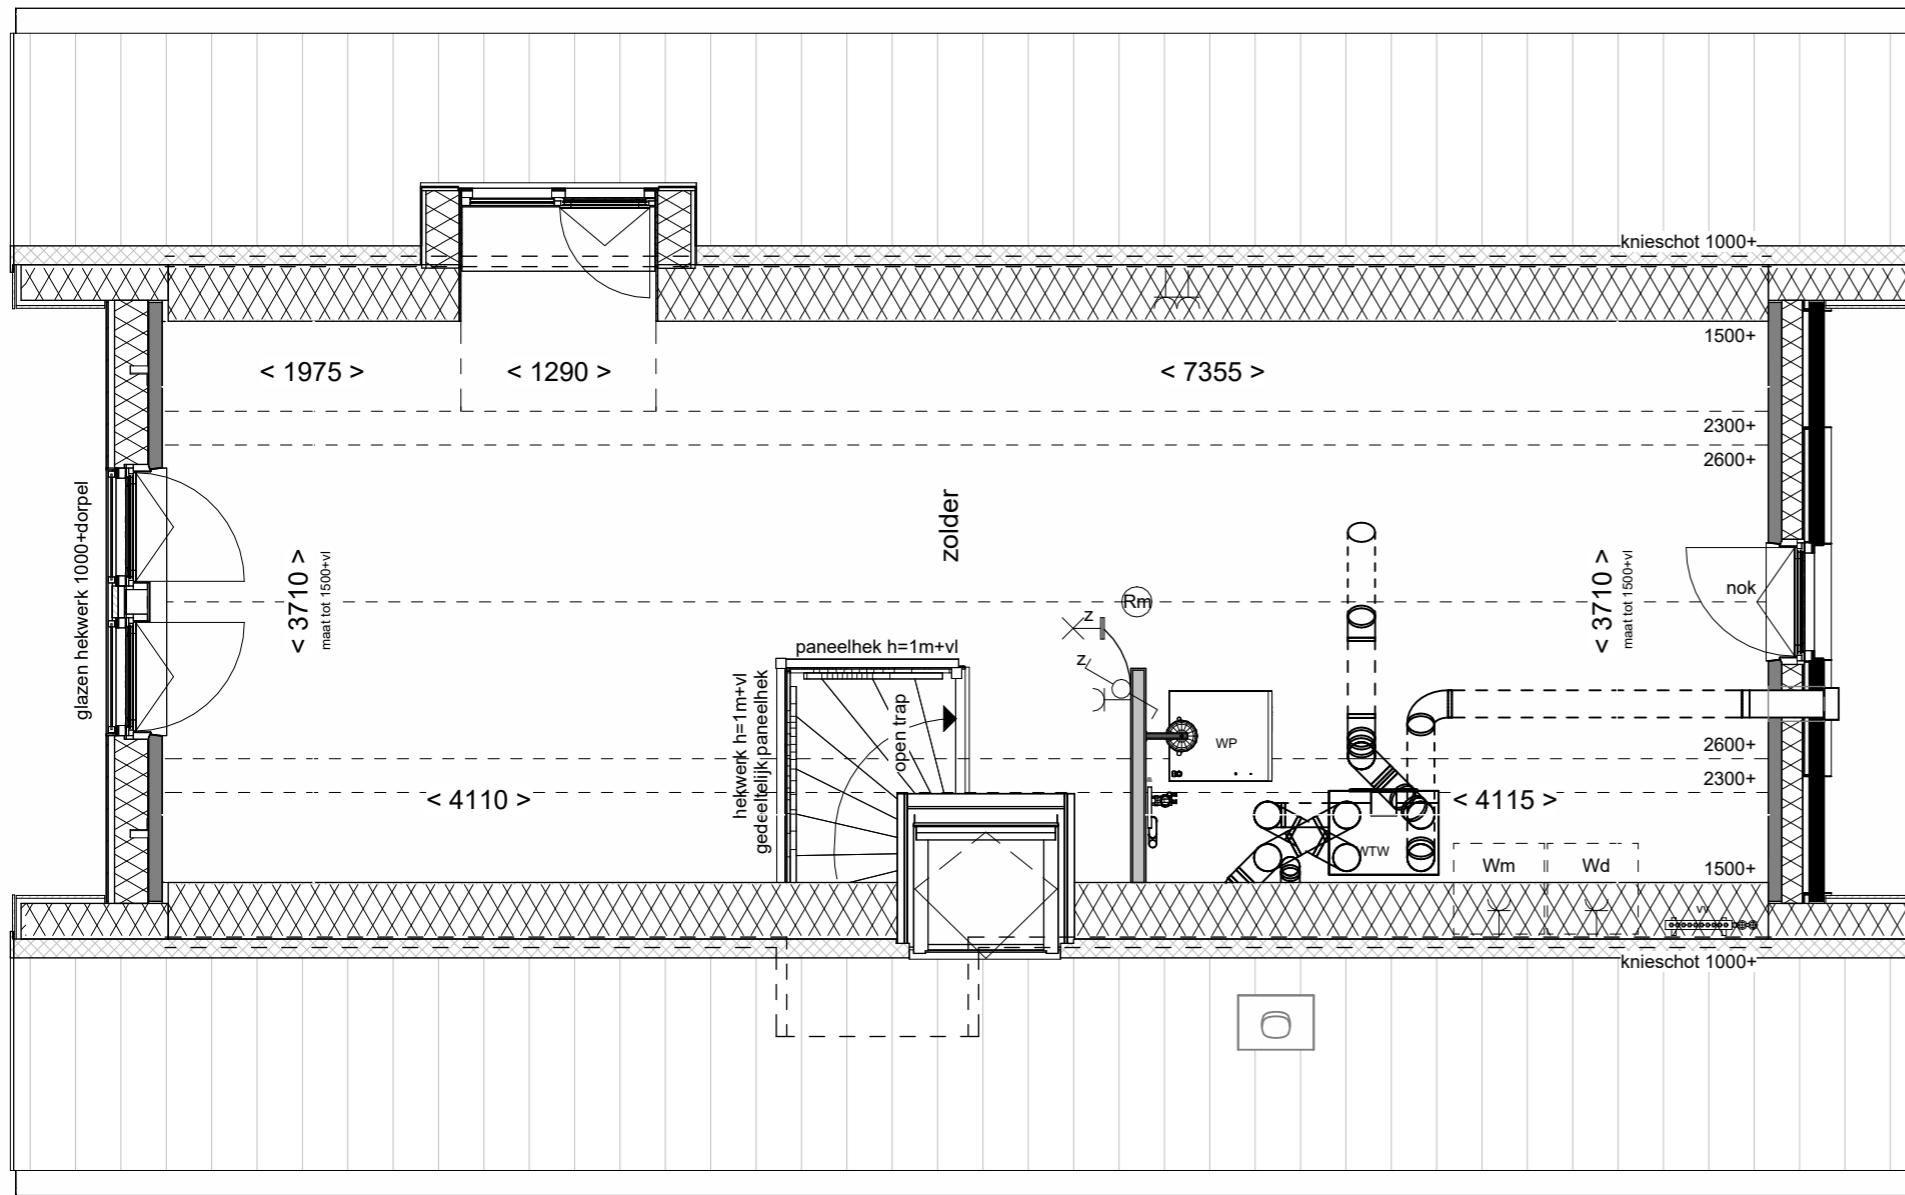 knieschot 1000+
1500+
< 1975 >
< 1290 >
< 7355 >
2300+
2600+
glazen hekwerk 1000+dorpel
< 3710 >
maat tot 1500+vl
zolder
Rm
z
z
< 3710 >
maat tot 1500+vl
nok
paneelhek h=1m+vl
hekwerk h=1m+vl
gedeeltelijk paneelhek
open trap
WP
2600+
2300+
< 4110 >
< 4115 >
WTW
Wm
Wd
1500+
vv
knieschot 1000+